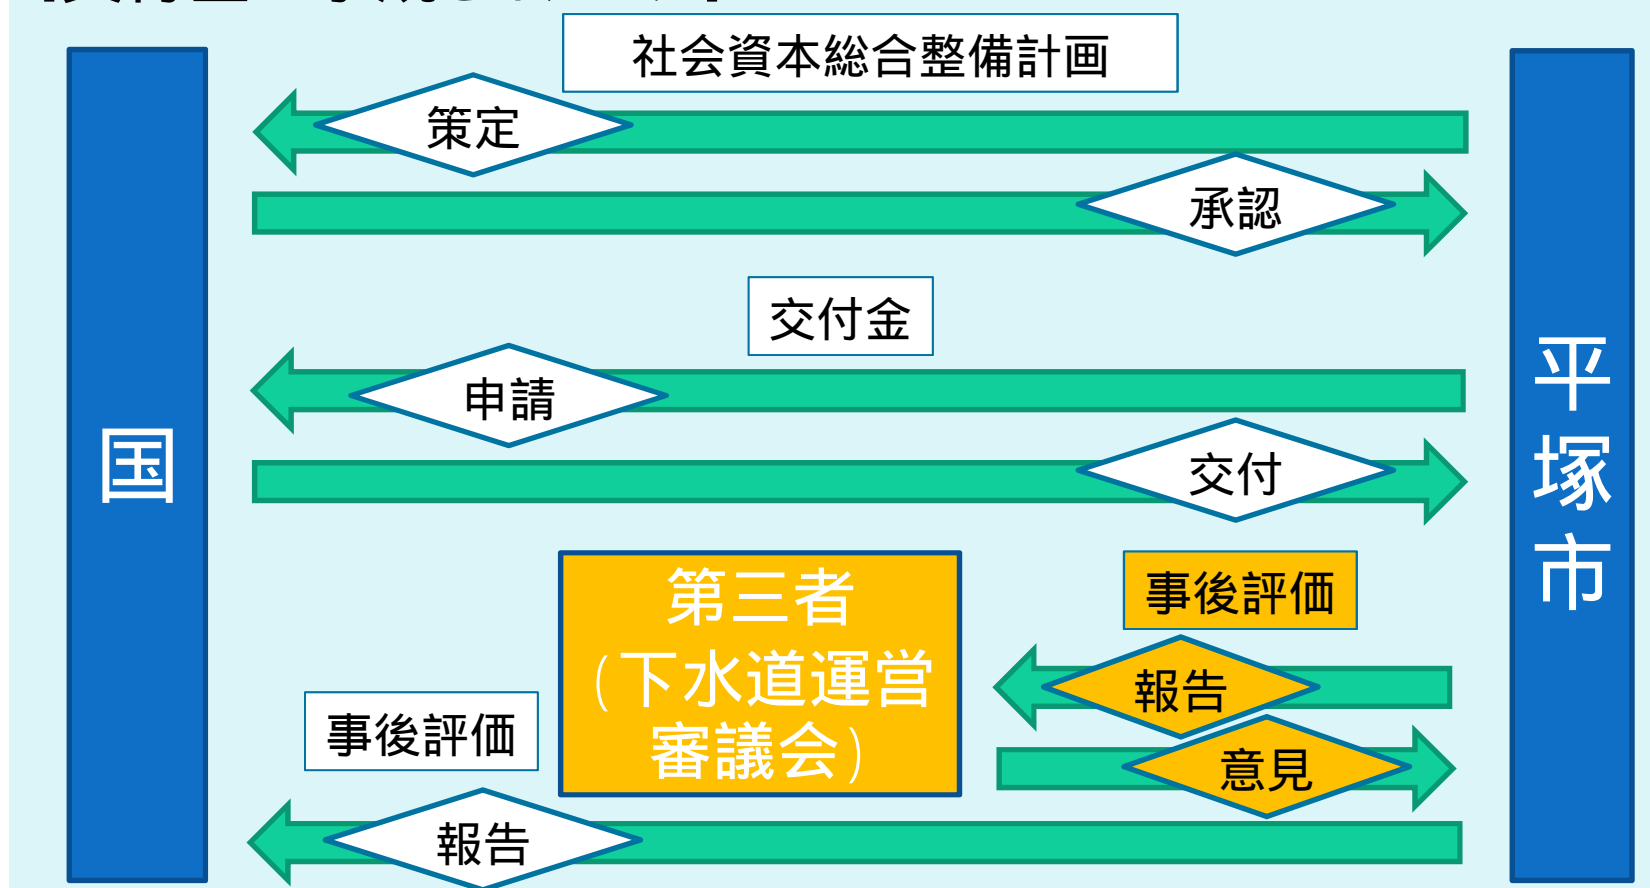 社会資本総合整備計画
策定
承認
交付金
申請
交付
国
平塚市
第三者
(下水道運営
審議会)
事後評価
報告
意見
事後評価
報告